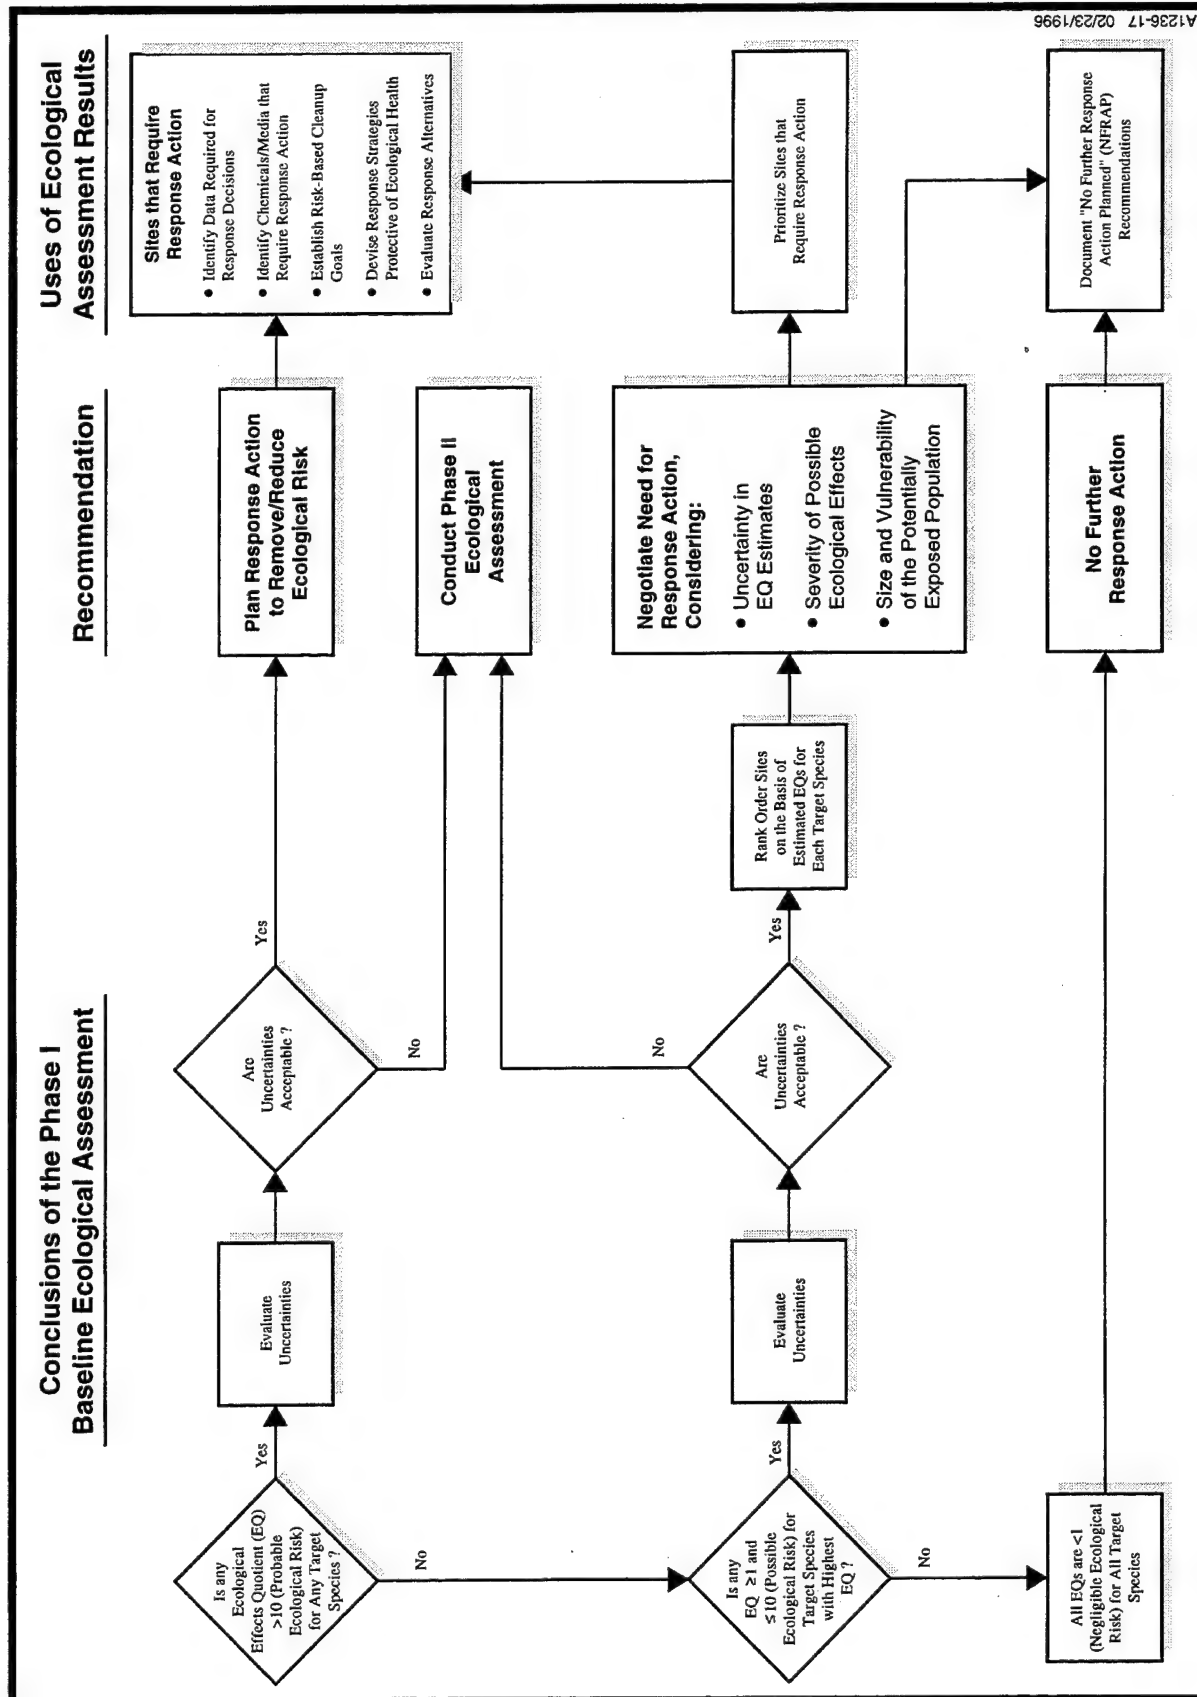 Conclusions of the Phase I
Baseline Ecological Assessment
Recommendation
Uses of Ecological
Assessment Results
Is any
Ecological
Effects Quotient (EQ)
>10 (Probable
Ecological Risk)
for Any Target
Species ?
Yes
No
Evaluate
Uncertainties
Are
Uncertainties
Acceptable ?
Yes
No
Plan Response Action
to Remove/Reduce
Ecological Risk
Sites that Require
Response Action
● Identify Data Required for
Response Decisions
● Identify Chemicals/Media that
Require Response Action
● Establish Risk-Based Cleanup
Goals
● Devise Response Strategies
Protective of Ecological Health
● Evaluate Response Alternatives
Conduct Phase II
Ecological
Assessment
Is any
EQ ≥1 and
≤10 (Possible
Ecological Risk) for
Target Species
with Highest
EQ ?
Yes
No
Evaluate
Uncertainties
Are
Uncertainties
Acceptable ?
Yes
No
Rank Order Sites
on the Basis of
Estimated EQs for
Each Target Species
Negotiate Need for
Response Action,
Considering:
● Uncertainty in
EQ Estimates
● Severity of Possible
Ecological Effects
● Size and Vulnerability
of the Potentially
Exposed Population
Prioritize Sites that
Require Response Action
All EQs are <1
(Negligible Ecological
Risk) for All Target
Species
No Further
Response Action
Document "No Further Response
Action Planned" (NFRAP)
Recommendations
A1236-17 02/23/1996